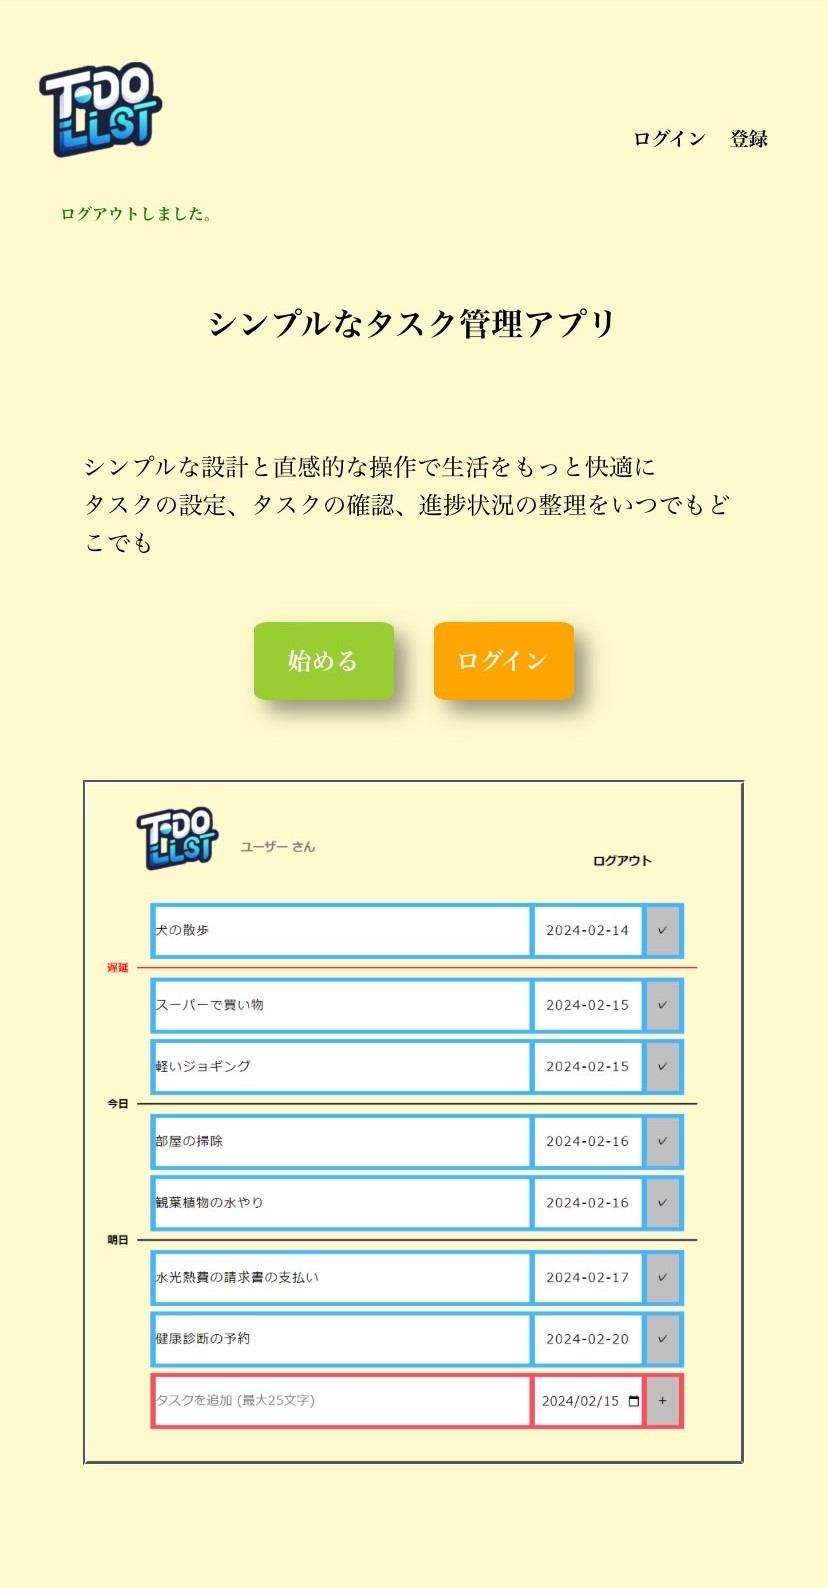 TODO
LIST
ログイン 登録
ログアウトしました。
シンプルなタスク管理アプリ
シンプルな設計と直感的な操作で生活をもっと快適に
タスクの設定、タスクの確認、進捗状況の整理をいつでもど
こでも
始める ログイン
TODO
LIST
ユーザー さん
ログアウト
犬の散歩 2024-02-14 ✓
遅延
スーパーで買い物 2024-02-15 ✓
軽いジョギング 2024-02-15 ✓
今日
部屋の掃除 2024-02-16 ✓
観葉植物の水やり 2024-02-16 ✓
明日
水光熱費の請求書の支払い 2024-02-17 ✓
健康診断の予約 2024-02-20 ✓
タスクを追加 (最大25文字) 2024/02/15 +